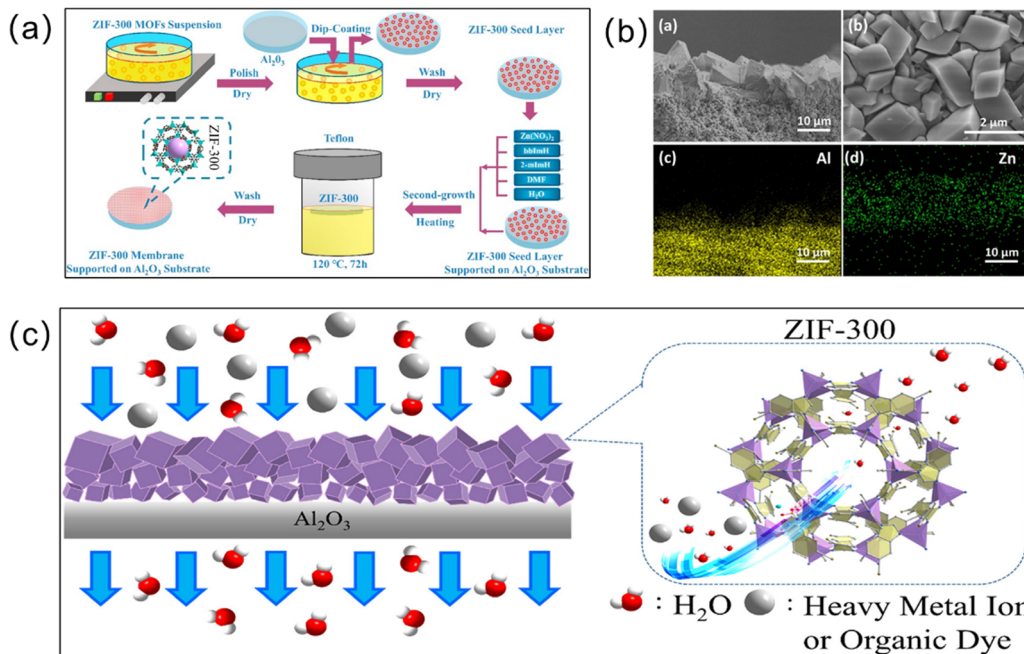 (a)
ZIF-300 MOFs Suspension
Polish
Dry
Al₂O₃
Dip-Coating
ZIF-300 Seed Layer
Wash
Dry
Zn(NO₃)₂
bbImH
2-mImH
DMF
H₂O
ZIF-300 Seed Layer
Supported on Al₂O₃ Substrate
Second-growth
Heating
Teflon
ZIF-300
120 °C, 72h
Wash
Dry
ZIF-300
ZIF-300 Membrane
Supported on Al₂O₃ Substrate
(b)
(a)
10 μm
(b)
2 μm
(c)
Al
10 μm
(d)
Zn
10 μm
(c)
Al₂O₃
ZIF-300
: H₂O
: Heavy Metal Ion
or Organic Dye